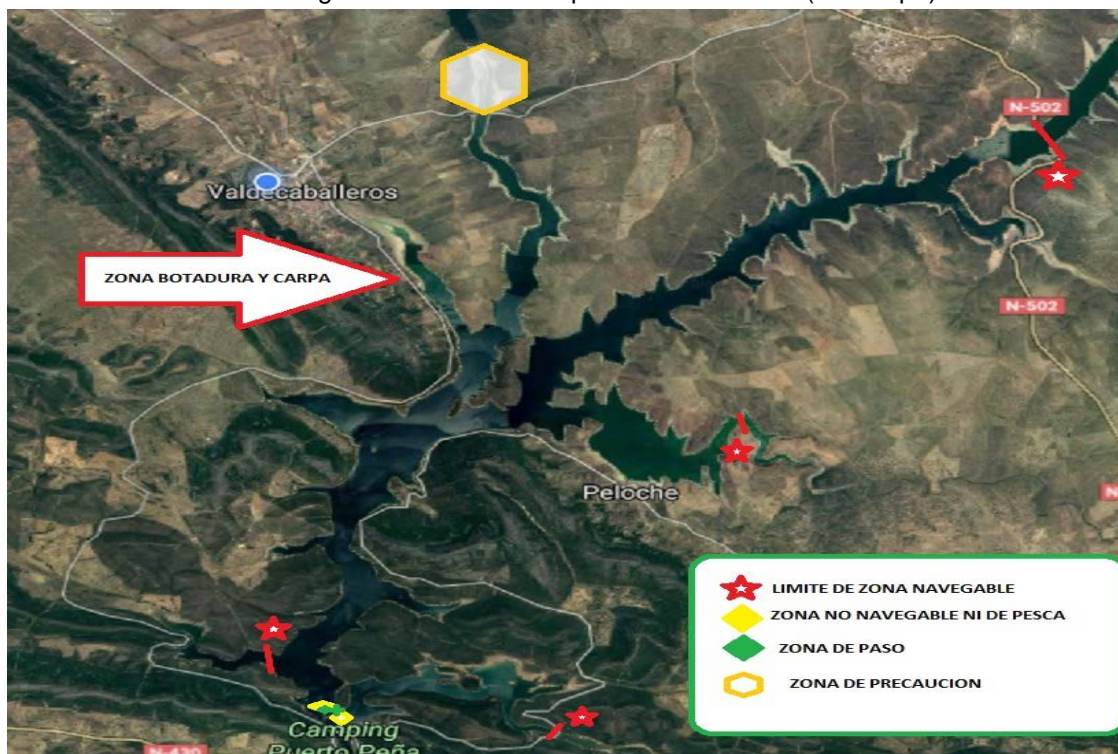 N-502
Valdecaballeros
ZONA BOTADURA Y CARPA
N-502
Peloche
LIMITE DE ZONA NAVEGABLE
ZONA NO NAVEGABLE NI DE PESCA
ZONA DE PASO
ZONA DE PRECAUCION
Camping
Puerto Peña
N-430